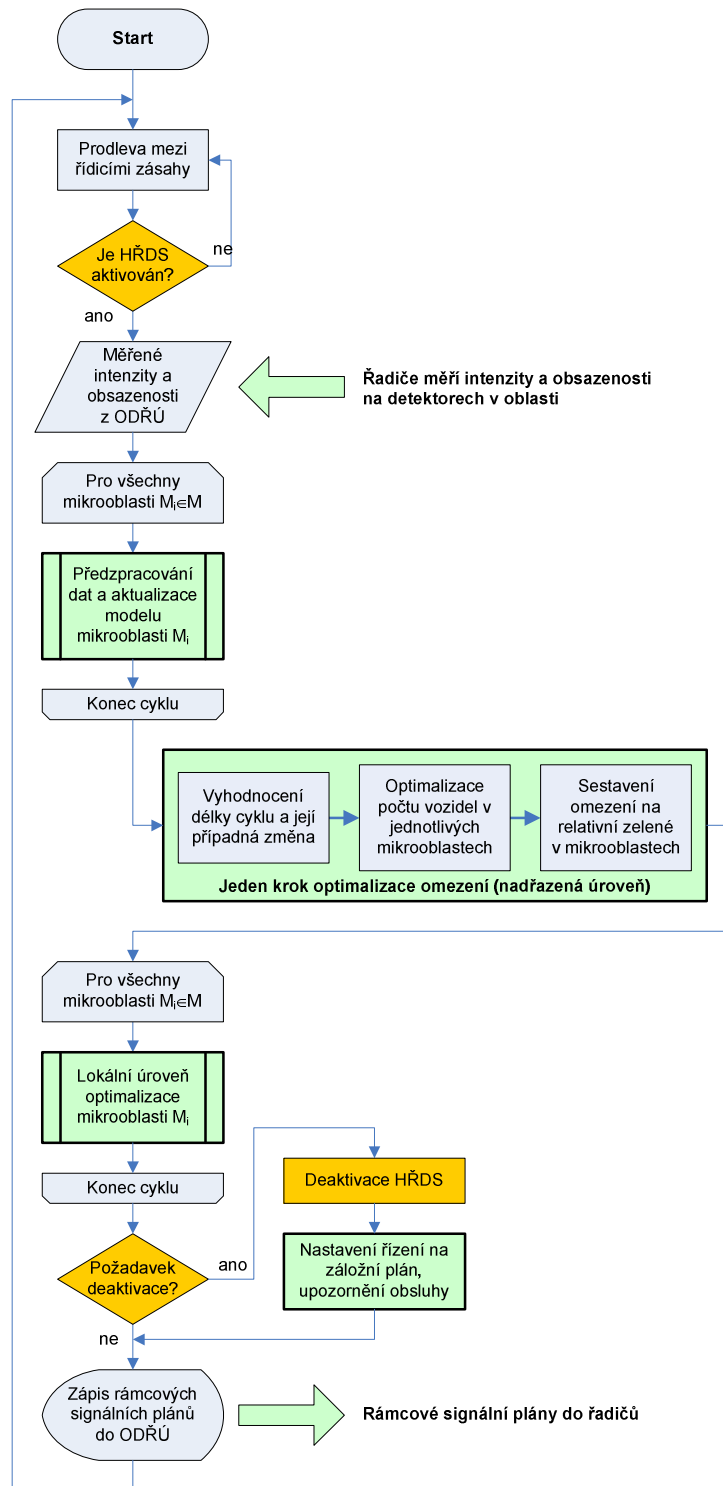 Start
Prodleva mezi
řídicími zásahy
Je HŘDS
aktivován?
ne
ano
Měřené
intenzity a
obsazenosti
z ODŘÚ
Řadiče měří intenzity a obsazenosti
na detektorech v oblasti
Pro všechny
mikrooblasti Mi∈M
Předzpracování
dat a aktualizace
modelu
mikrooblasti Mi
Konec cyklu
Vyhodnocení
délky cyklu a její
případná změna
Optimalizace
počtu vozidel v
jednotlivých
mikrooblastech
Sestavení
omezení na
relativní zelené
v mikrooblastech
Jeden krok optimalizace omezení (nadřazená úroveň)
Pro všechny
mikrooblasti Mi∈M
Lokální úroveň
optimalizace
mikrooblasti Mi
Konec cyklu
Požadavek
deaktivace?
ano
Deaktivace HŘDS
Nastavení řízení na
záložní plán,
upozornění obsluhy
ne
Zápis rámcových
signálních plánů
do ODŘÚ
Rámcové signální plány do řadičů